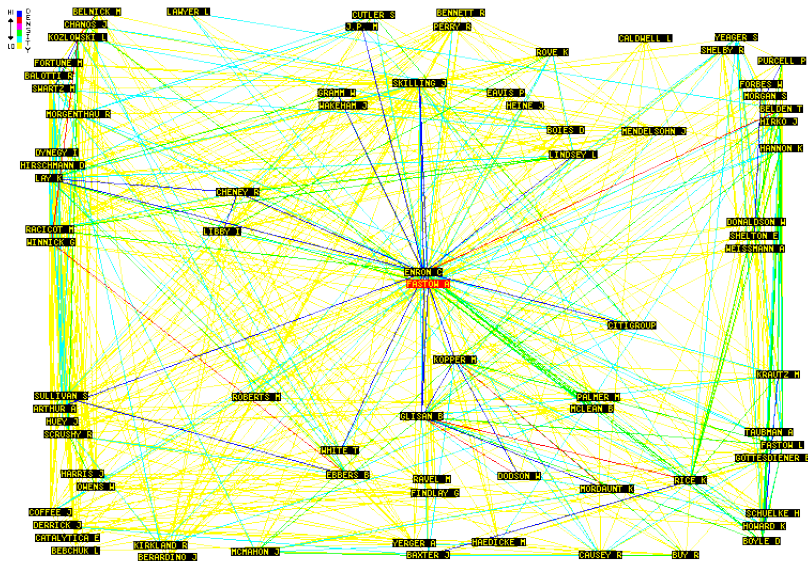 HI
LO
DENSITY
BELNICK M
LAWYER L
CUTLER S
BENNETT R
CHANOS J
J.P. M
PERRY R
KOZLOWSKI L
CALDWELL L
YEAGER S
ROVE K
SHELBY R
FORTUNE M
PURCELL P
BALOTTI R
SKILLING J
SWARTZ M
GRAMM W
EAVIS P
FORBES W
WAKEHAM J
HEINE J
MORGAN S
MORGENTHAU R
BELDEN T
HIRKO J
BOIES D
MENDELSOHN J
HANNON K
DYNEGY I
LINDSEY L
HIRSCHMANN D
LAY K
CHENEY R
DONALDSON W
RACICOT M
LIBBY I
SHELTON E
WINNICK G
WEISSMANN A
ENRON C
FASTOW A
CITIGROUP
KOPPER M
KRAUTZ M
SULLIVAN S
ROBERTS M
PALMER M
ARTHUR A
MCLEAN B
HUEY J
GLISAN B
SCRUSHY R
TAUBMAN A
FASTOW L
WHITE T
GOTTESDIENER E
HARRIS J
EBBERS B
RAVEL M
DODSON W
RICE K
OWENS W
FINDLAY G
MORDAUNT K
COFFEE J
SCHUELKE H
DERRICK J
HOWARD K
CATALYTICA E
KIRKLAND R
YERGER A
HAEDICKE M
BOYLE D
BEBCHUK L
BERARDINO J
MCMAHON J
BAXTER J
CAUSEY R
BUY R